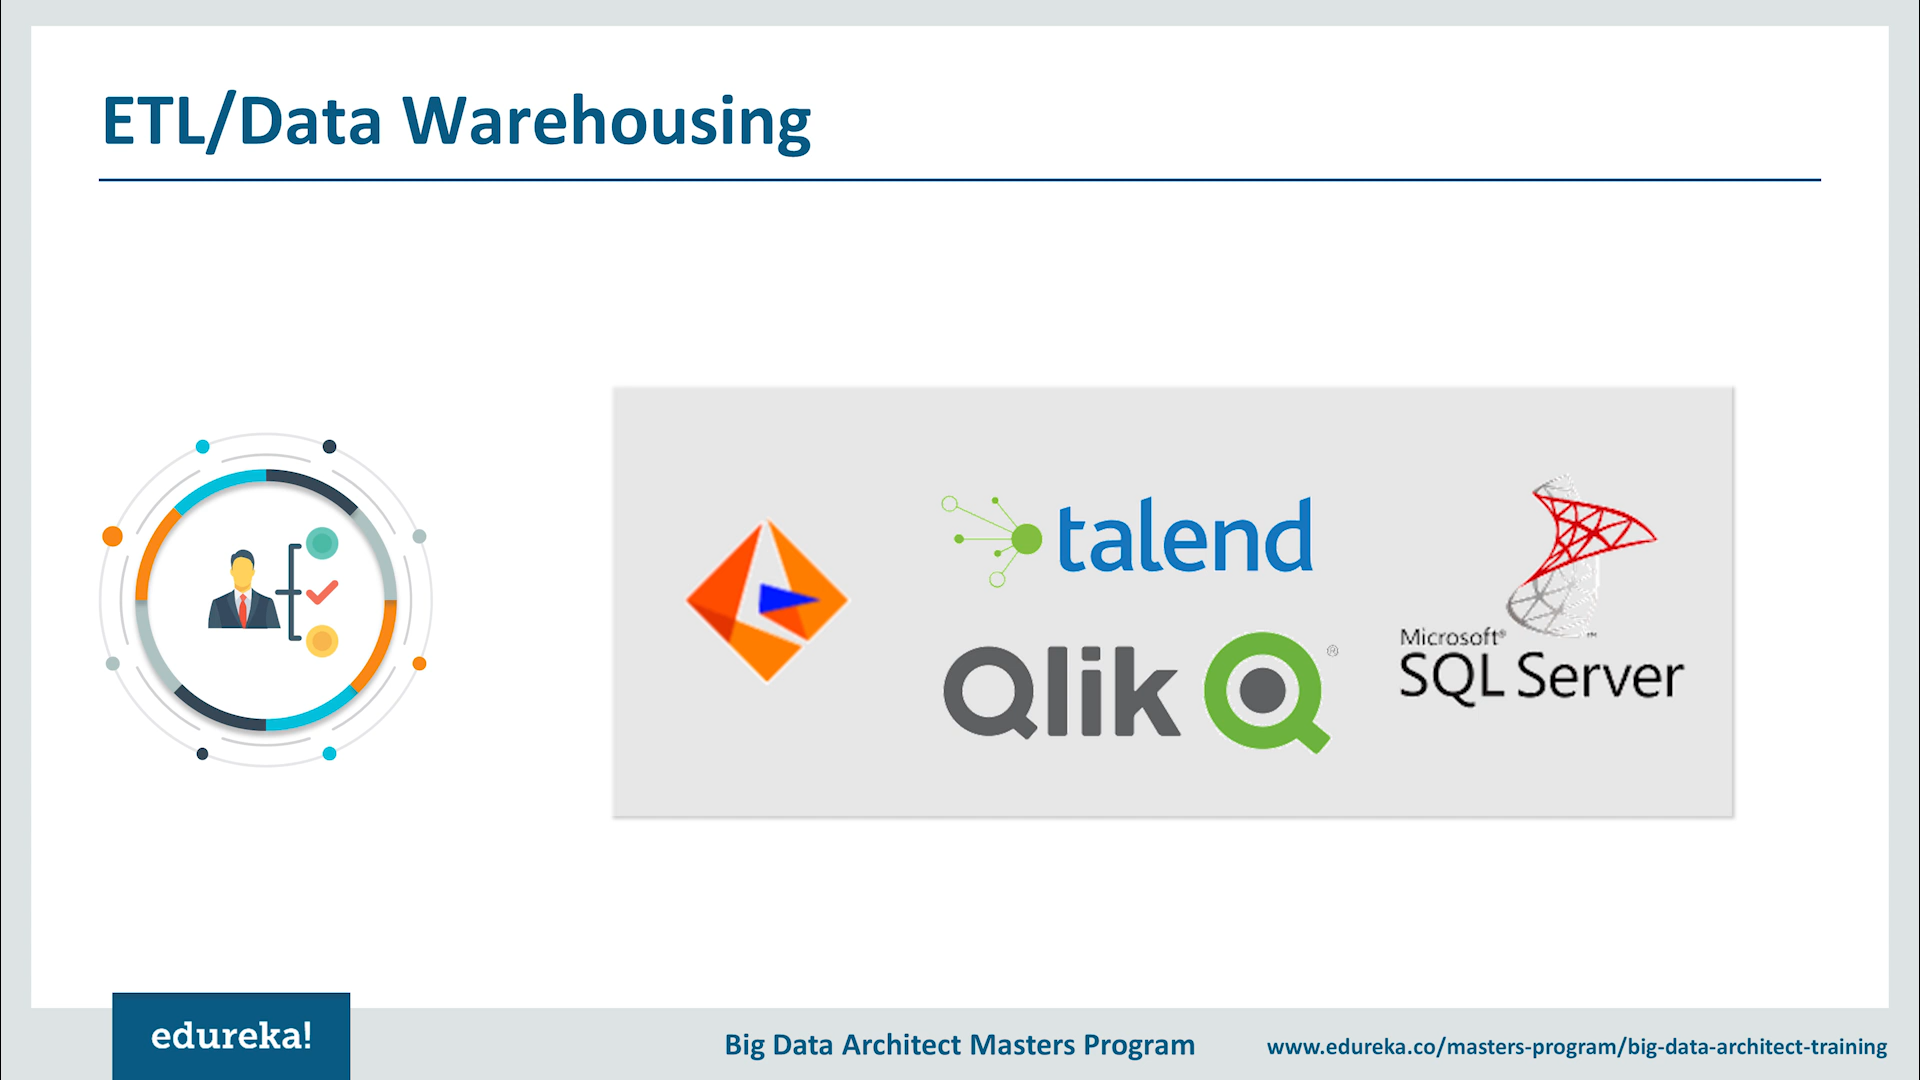 ETL/Data Warehousing
talend
Qlik Q®
Microsoft®
SQL Server™
edureka!
Big Data Architect Masters Program
www.edureka.co/masters-program/big-data-architect-training